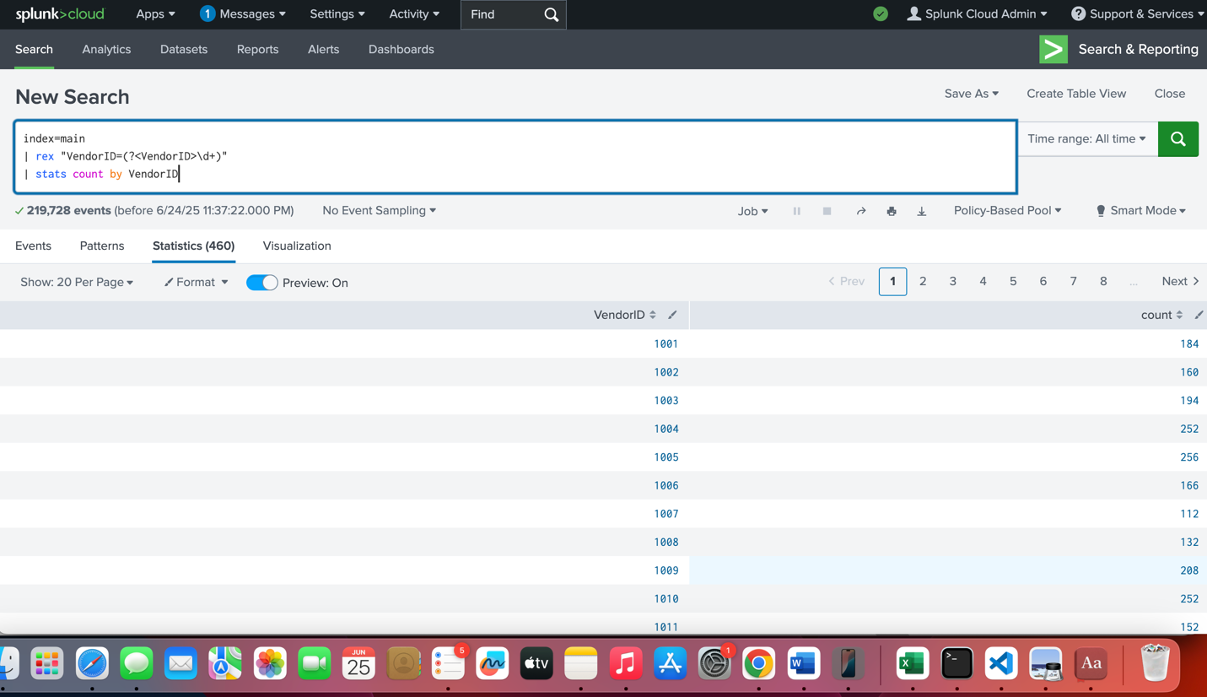 splunk>cloud Apps 1 Messages Settings Activity Find Splunk Cloud Admin ? Support & Services
Search Analytics Datasets Reports Alerts Dashboards > Search & Reporting
New Search Save As Create Table View Close
index=main
| rex "VendorID=(?<VendorID>\d+)"
| stats count by VendorID
Time range: All time
219,728 events (before 6/24/25 11:37:22.000 PM) No Event Sampling Job Policy-Based Pool Smart Mode
Events Patterns Statistics (460) Visualization
Show: 20 Per Page Format Preview: On < Prev 1 2 3 4 5 6 7 8 ... Next >
VendorID count
1001 184
1002 160
1003 194
1004 252
1005 256
1006 166
1007 112
1008 132
1009 208
1010 252
1011 152
JUN
25
5
tv
1
W
X
>_
Aa